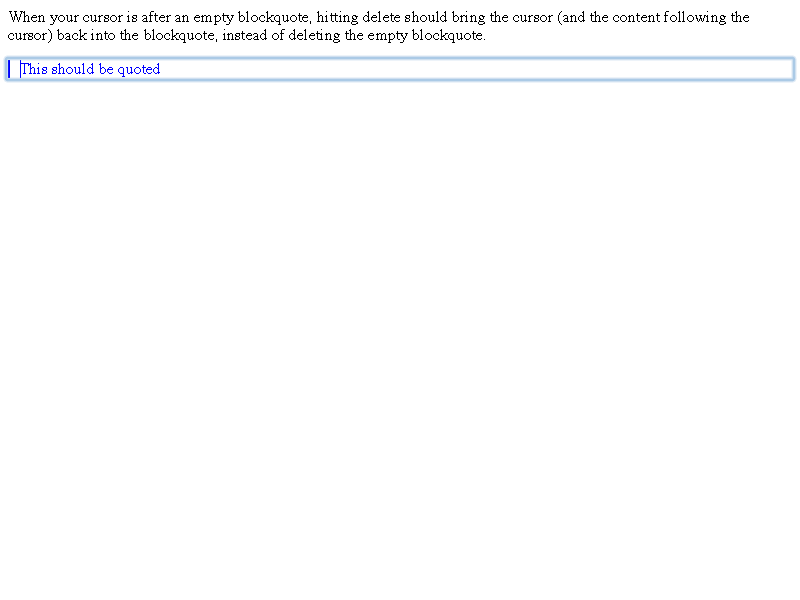 When your cursor is after an empty blockquote, hitting delete should bring the cursor (and the content following the
cursor) back into the blockquote, instead of deleting the empty blockquote.
This should be quoted